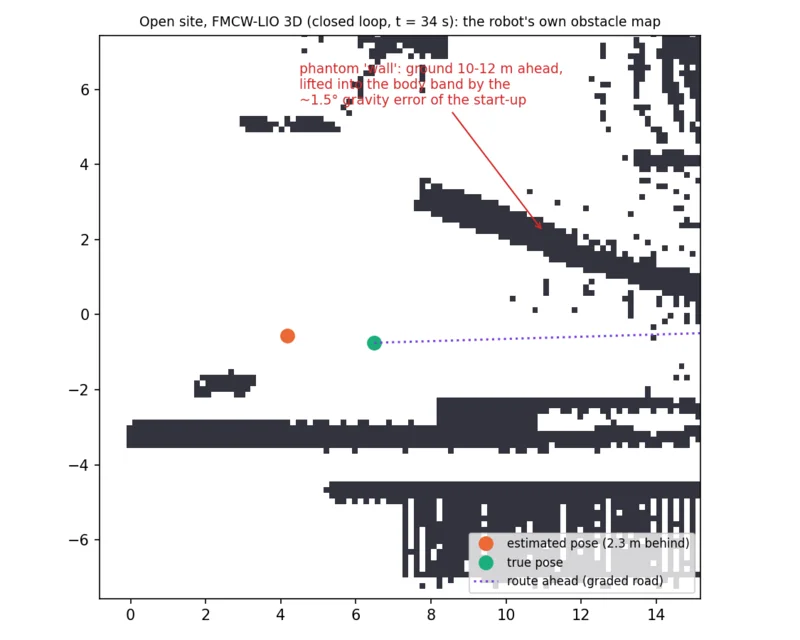 Open site, FMCW-LIO 3D (closed loop, t = 34 s): the robot's own obstacle map
phantom 'wall': ground 10-12 m ahead,
lifted into the body band by the
~1.5° gravity error of the start-up
6
4
2
0
−2
−4
−6
estimated pose (2.3 m behind)
true pose
route ahead (graded road)
0 2 4 6 8 10 12 14